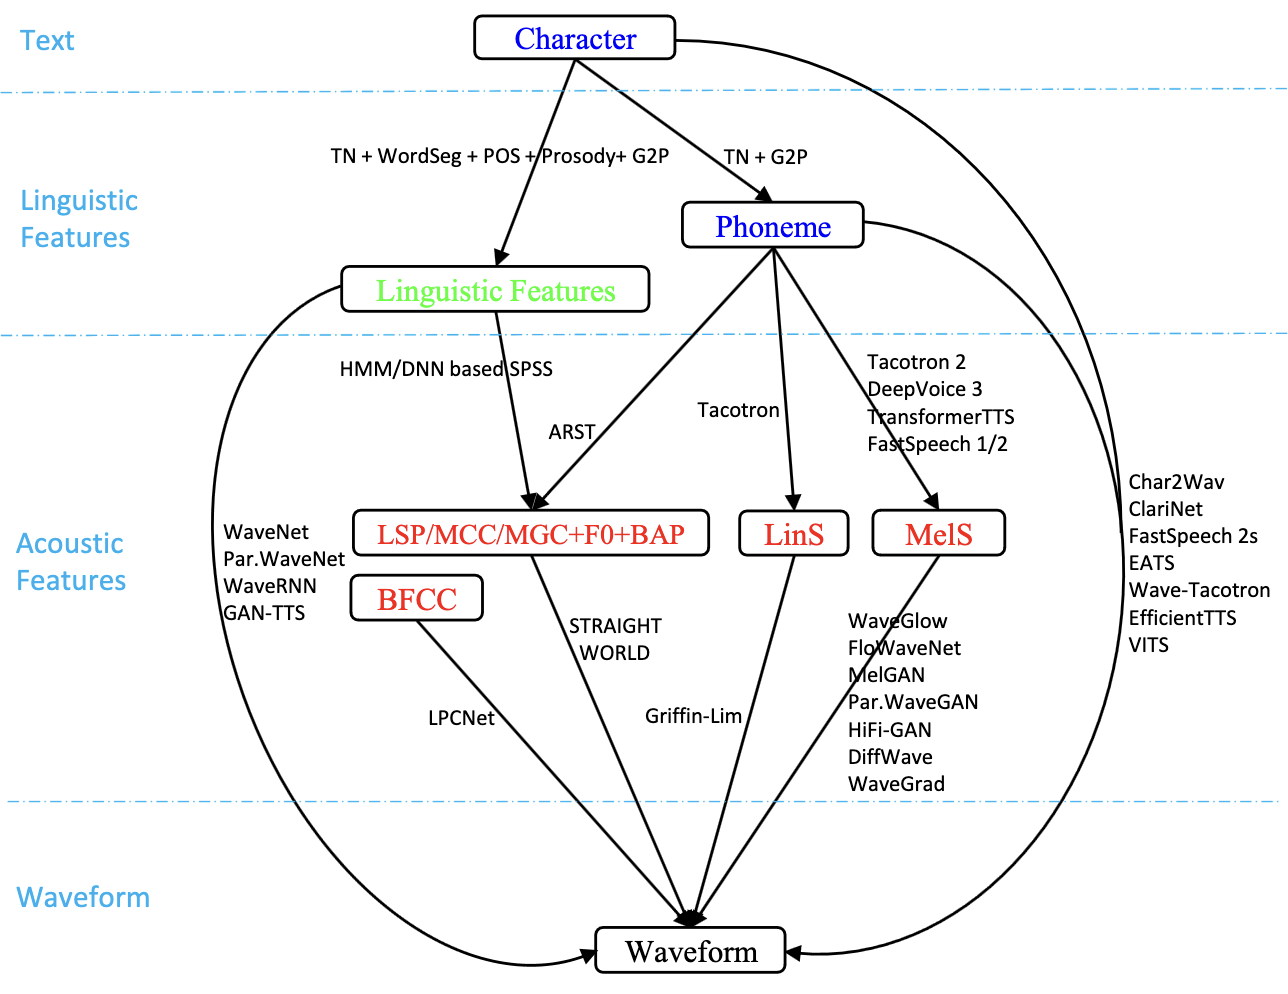 Text
Character
TN + WordSeg + POS + Prosody+ G2P
TN + G2P
Linguistic
Features
Phoneme
Linguistic Features
HMM/DNN based SPSS
ARST
Tacotron
Tacotron 2
DeepVoice 3
TransformerTTS
FastSpeech 1/2
Acoustic
Features
LSP/MCC/MGC+F0+BAP
LinS
MelS
BFCC
WaveNet
Par.WaveNet
WaveRNN
GAN-TTS
Char2Wav
ClariNet
FastSpeech 2s
EATS
Wave-Tacotron
EfficientTTS
VITS
STRAIGHT
WORLD
LPCNet
Griffin-Lim
WaveGlow
FloWaveNet
MelGAN
Par.WaveGAN
HiFi-GAN
DiffWave
WaveGrad
Waveform
Waveform